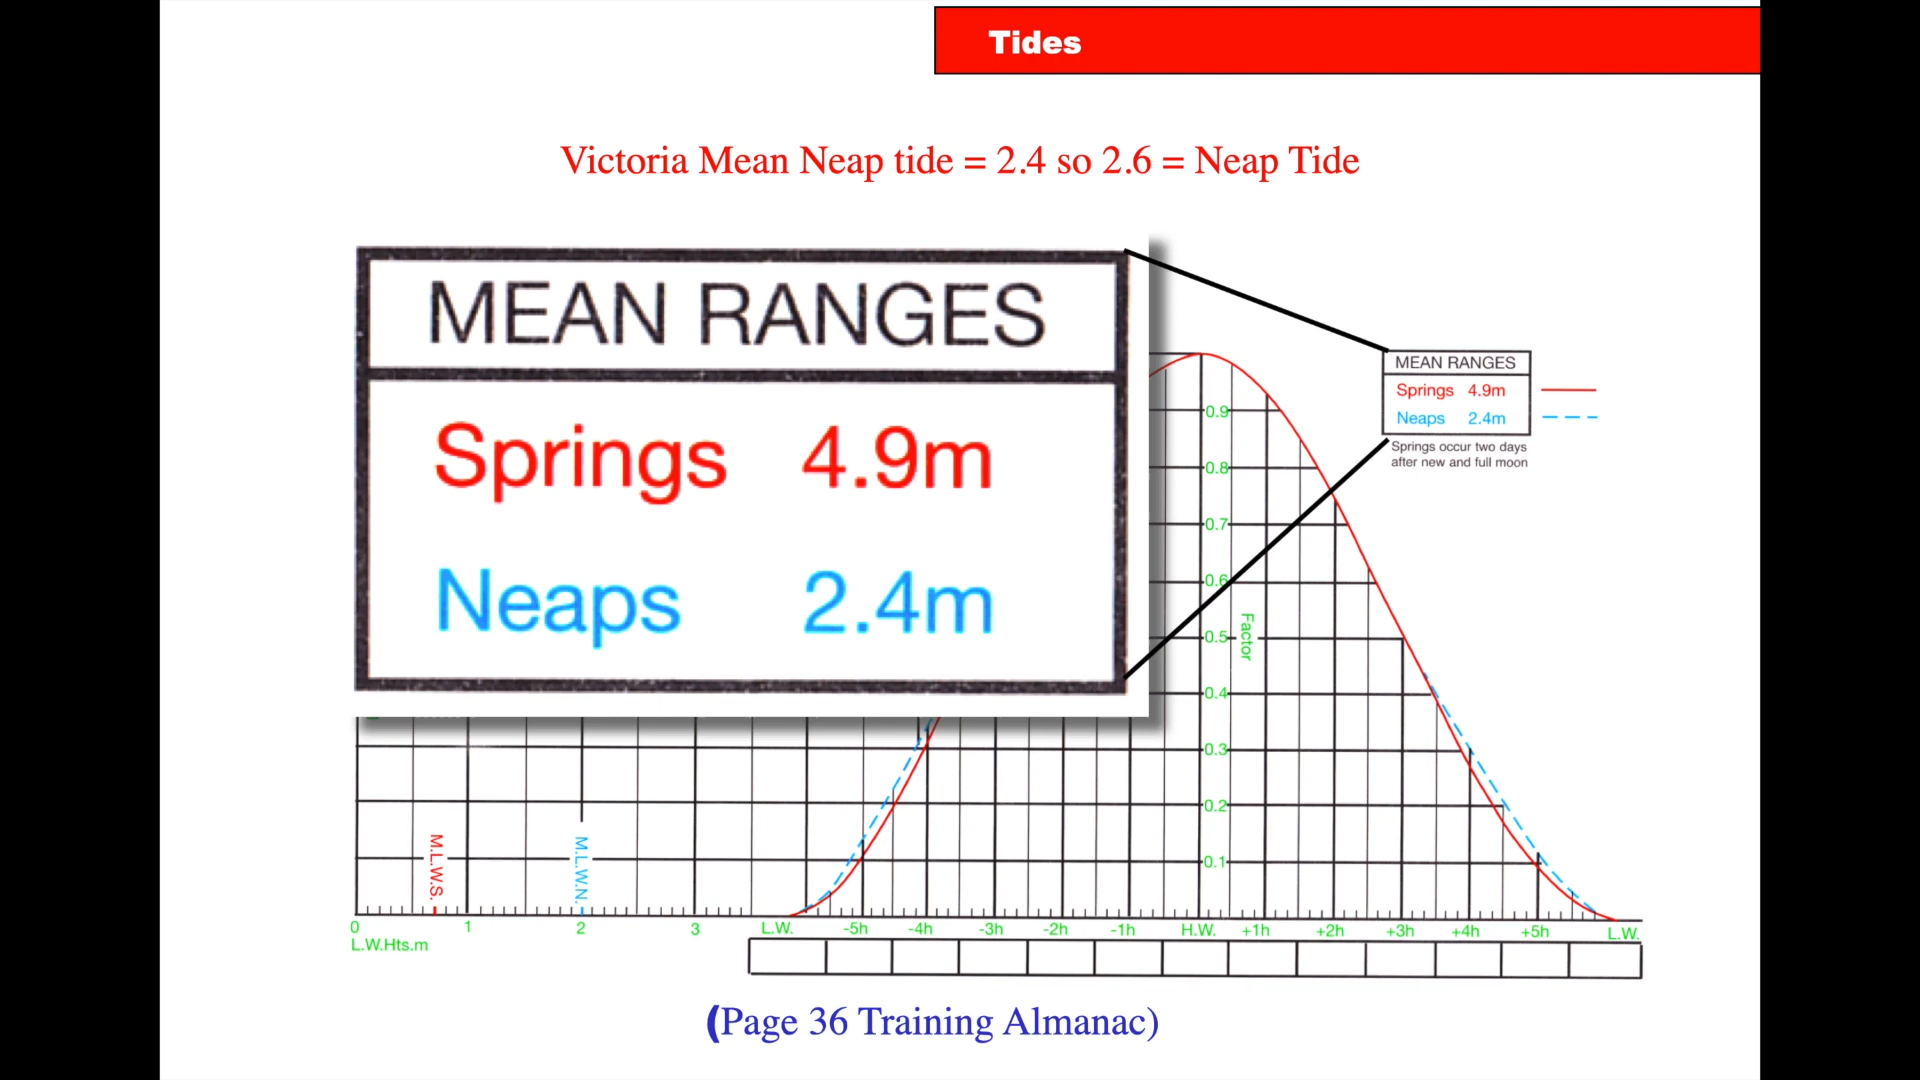 Tides
Victoria Mean Neap tide = 2.4 so 2.6 = Neap Tide
MEAN RANGES
Springs 4.9m
Neaps 2.4m
MEAN RANGES
Springs 4.9m
Neaps 2.4m
Springs occur two days
after new and full moon
0.9
0.8
0.7
0.6
0.5
Factor
0.4
0.3
0.2
0.1
M.L.W.S.
M.L.W.N.
0 1 2 3 L.W. -5h -4h -3h -2h -1h H.W. +1h +2h +3h +4h +5h L.W.
L.W.Hts.m
(Page 36 Training Almanac)